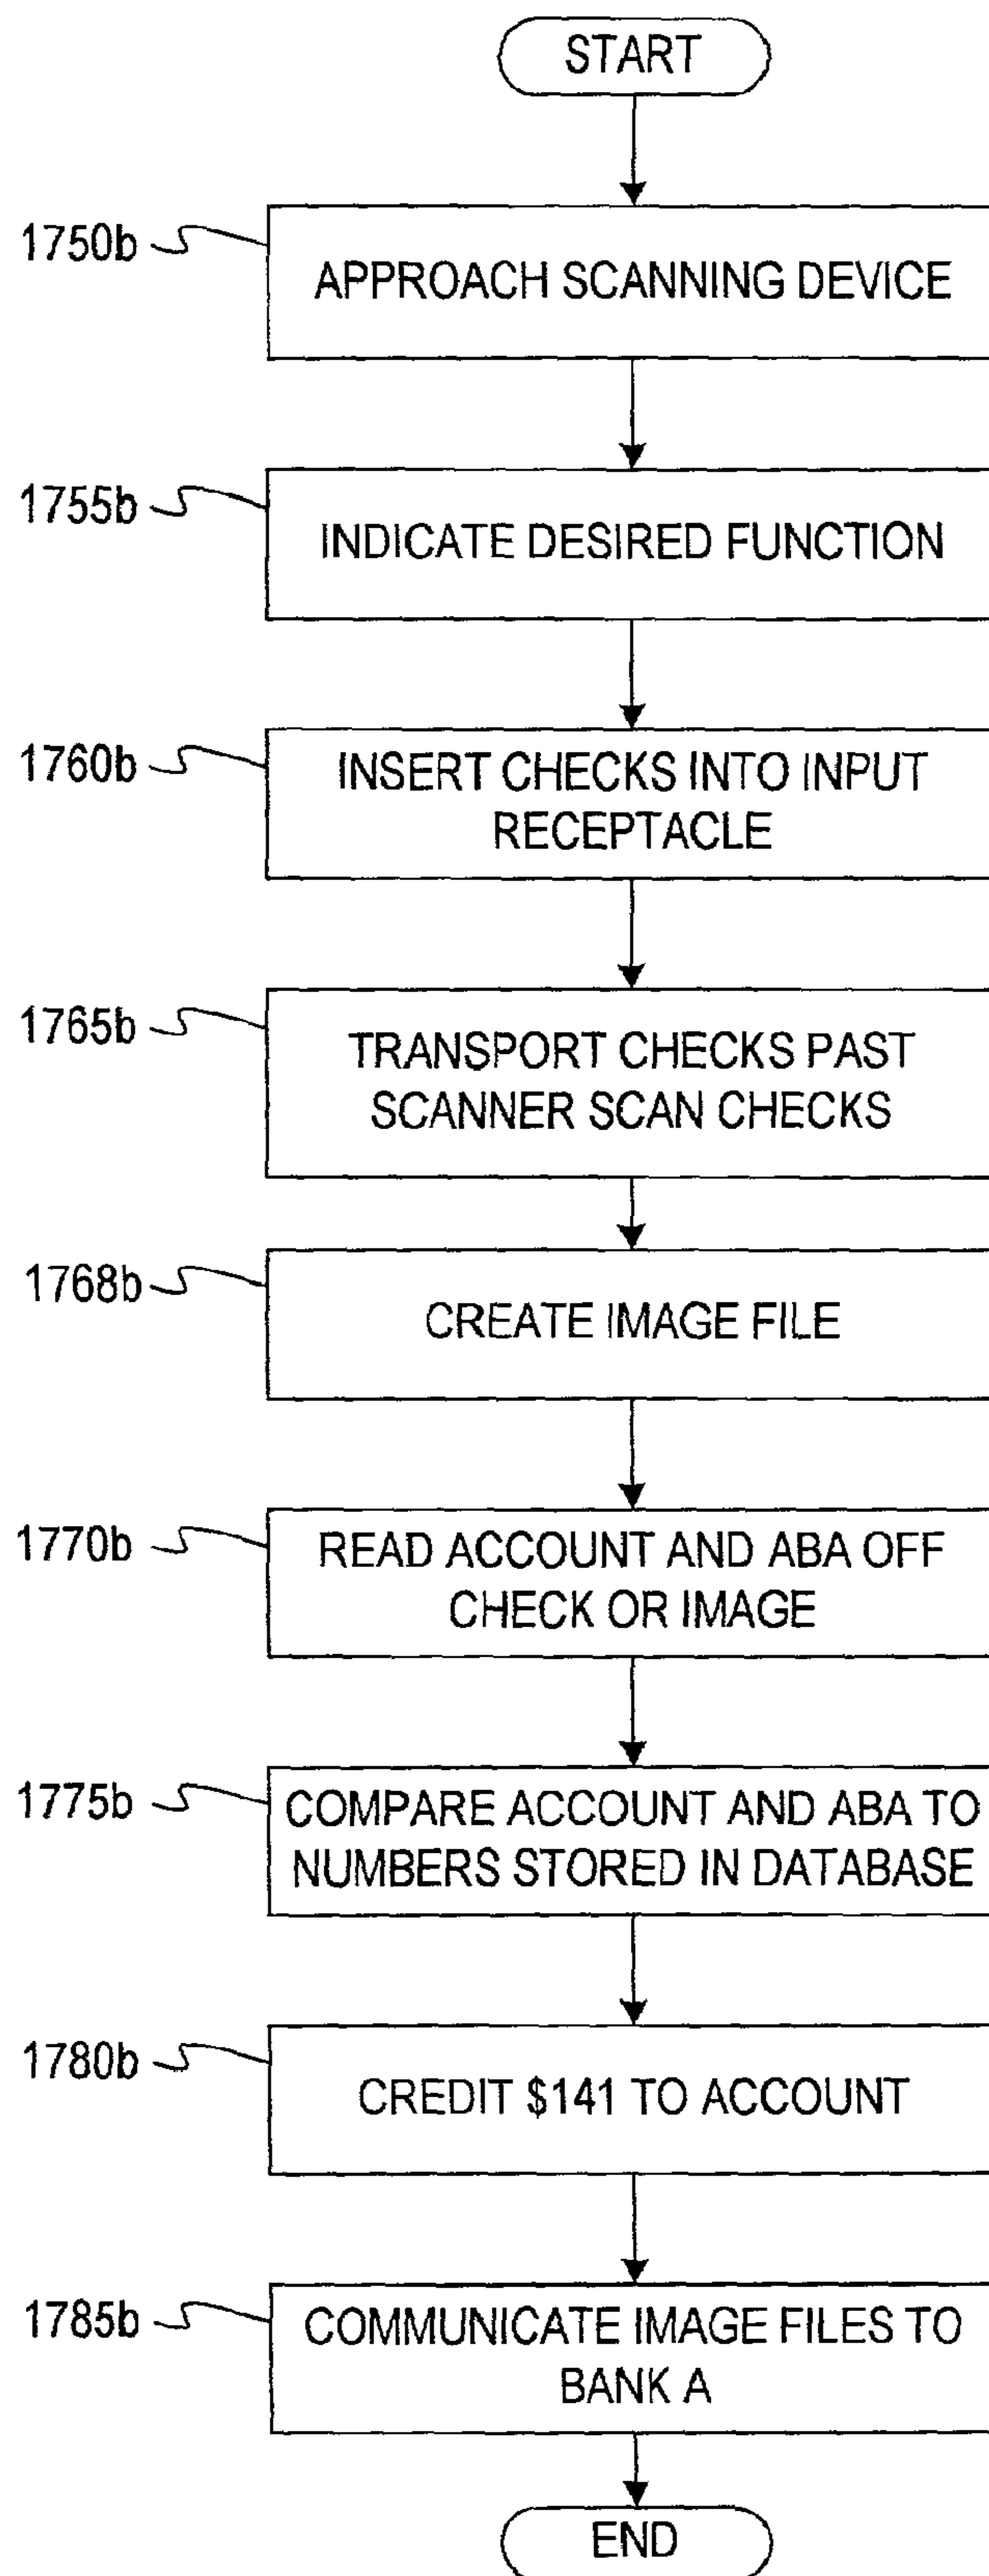 START
1750b
APPROACH SCANNING DEVICE
1755b
INDICATE DESIRED FUNCTION
1760b
INSERT CHECKS INTO INPUT
RECEPTACLE
1765b
TRANSPORT CHECKS PAST
SCANNER SCAN CHECKS
1768b
CREATE IMAGE FILE
1770b
READ ACCOUNT AND ABA OFF
CHECK OR IMAGE
1775b
COMPARE ACCOUNT AND ABA TO
NUMBERS STORED IN DATABASE
1780b
CREDIT $141 TO ACCOUNT
1785b
COMMUNICATE IMAGE FILES TO
BANK A
END